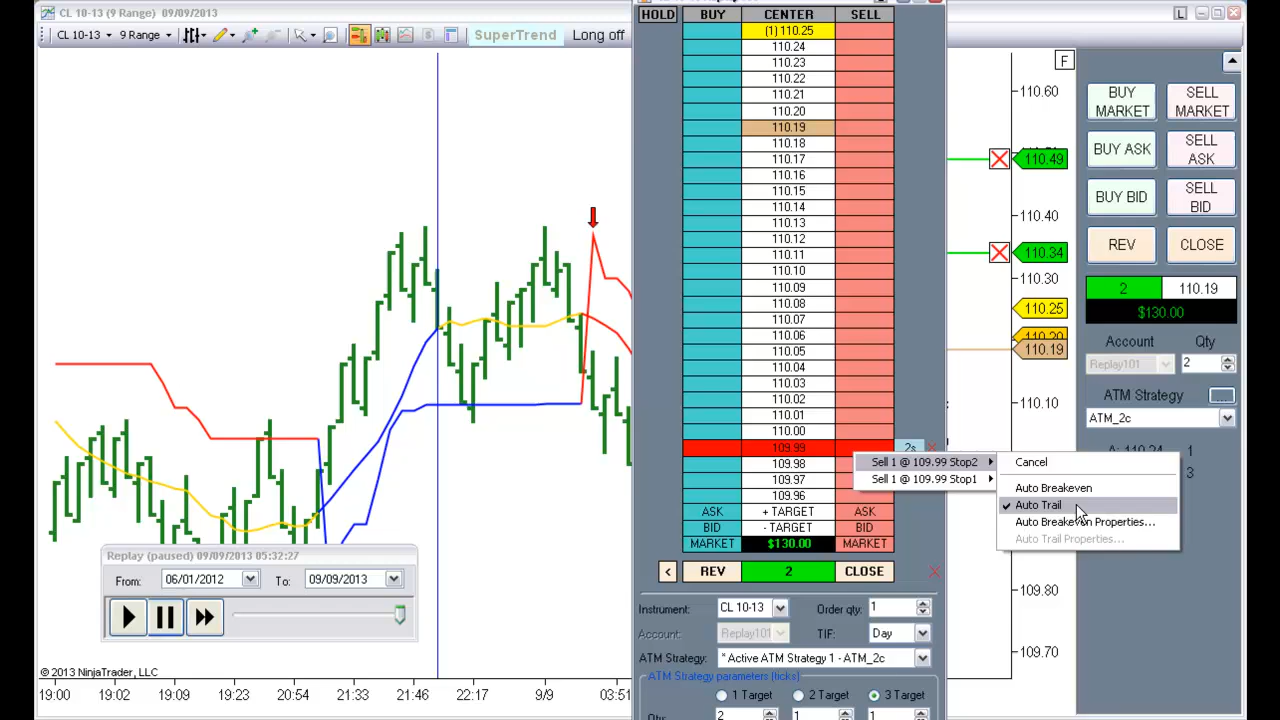 CL 10-13 (9 Range) 09/09/2013
L
CL 10-13 9 Range $ SuperTrend Long off
HOLD BUY CENTER SELL
(1) 110.25
110.24
110.23
110.22
110.21
110.20
110.19
110.18
110.17
110.16
110.15
110.14
110.13
110.12
110.11
110.10
110.09
110.08
110.07
110.06
110.05
110.04
110.03
110.02
110.01
110.00
109.99 2s
109.98
109.97
109.96
ASK + TARGET ASK
BID - TARGET BID
MARKET $130.00 MARKET
< REV 2 CLOSE
Instrument: CL 10-13 Order qty: 1
Account: Replay101 TIF: Day
ATM Strategy: * Active ATM Strategy 1 - ATM_2c
ATM Strategy parameters (ticks)
1 Target 2 Target 3 Target
2 1 1
Sell 1 @ 109.99 Stop2
Sell 1 @ 109.99 Stop1
Cancel
Auto Breakeven
Auto Trail
Auto Breakeven Properties...
Auto Trail Properties...
F
110.60
110.49
110.40
110.34
110.30
110.25
110.20
110.19
110.10
109.80
109.70
BUY MARKET
SELL MARKET
BUY ASK
SELL ASK
BUY BID
SELL BID
REV
CLOSE
2 110.19
$130.00
Account Qty
Replay101 2
ATM Strategy
ATM_2c
1
3
Replay (paused) 09/09/2013 05:32:27
From: 06/01/2012 To: 09/09/2013
© 2013 NinjaTrader, LLC
19:00 19:02 19:09 19:23 20:54 21:33 21:46 22:17 9/9 03:51